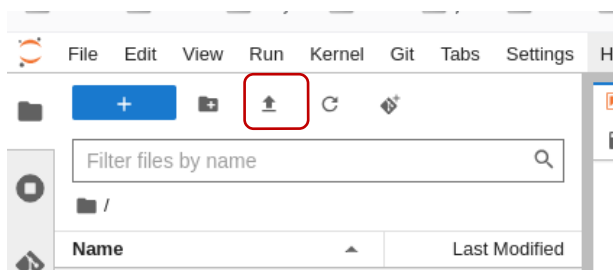 File Edit View Run Kernel Git Tabs Settings H
+
Filter files by name
/
Name Last Modified